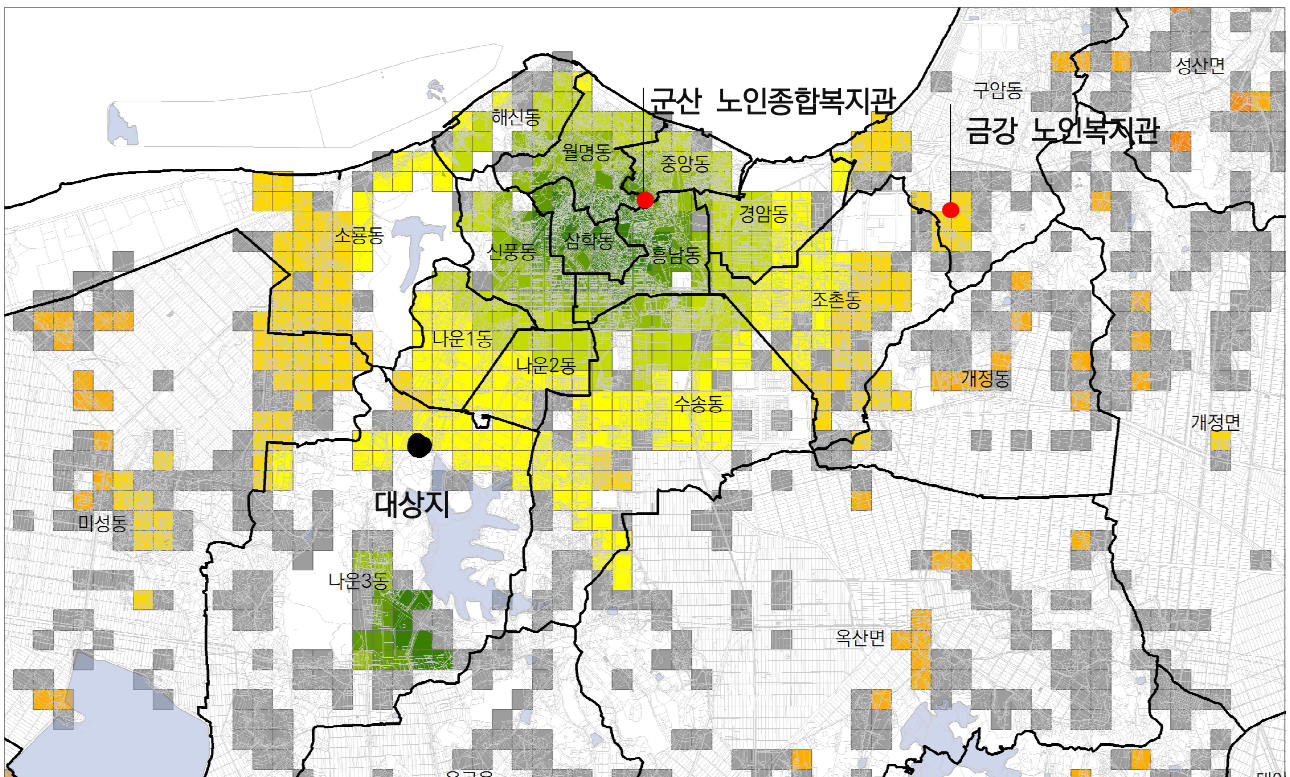 성산면
구암동
군산 노인종합복지관
해신동
금강 노인복지관
월명동
중앙동
경암동
소룡동
삼학동
신풍동
흥남동
조촌동
나운1동
나운2동
개정동
수송동
개정면
대상지
미성동
나운3동
옥산면